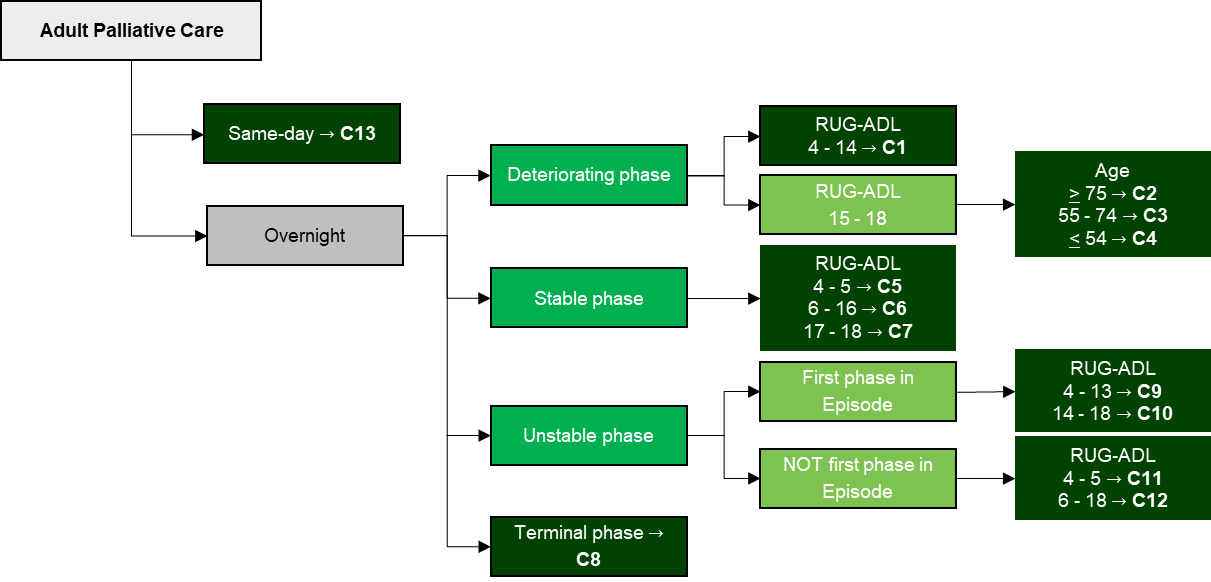 Adult Palliative Care
Same-day → C13
Overnight
Deteriorating phase
RUG-ADL
4 - 14 → C1
RUG-ADL
15 - 18
Age
≥ 75 → C2
55 - 74 → C3
≤ 54 → C4
Stable phase
RUG-ADL
4 - 5 → C5
6 - 16 → C6
17 - 18 → C7
Unstable phase
First phase in
Episode
RUG-ADL
4 - 13 → C9
14 - 18 → C10
NOT first phase in
Episode
RUG-ADL
4 - 5 → C11
6 - 18 → C12
Terminal phase →
C8